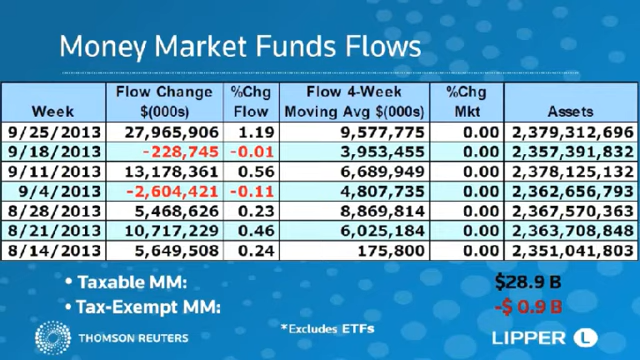 Money Market Funds Flows
Week Flow Change $(000s) %Chg Flow Flow 4-Week Moving Avg $(000s) %Chg Mkt Assets
9/25/2013 27,965,906 1.19 9,577,775 0.00 2,379,312,696
9/18/2013 -228,745 -0.01 3,953,455 0.00 2,357,391,832
9/11/2013 13,178,361 0.56 6,689,949 0.00 2,378,125,132
9/4/2013 -2,604,421 -0.11 4,807,735 0.00 2,362,656,793
8/28/2013 5,468,626 0.23 8,869,814 0.00 2,367,570,363
8/21/2013 10,717,229 0.46 6,025,184 0.00 2,363,708,848
8/14/2013 5,649,508 0.24 175,800 0.00 2,351,041,803
• Taxable MM: $28.9 B
• Tax-Exempt MM: -$ 0.9 B
*Excludes ETFs
THOMSON REUTERS
LIPPER L